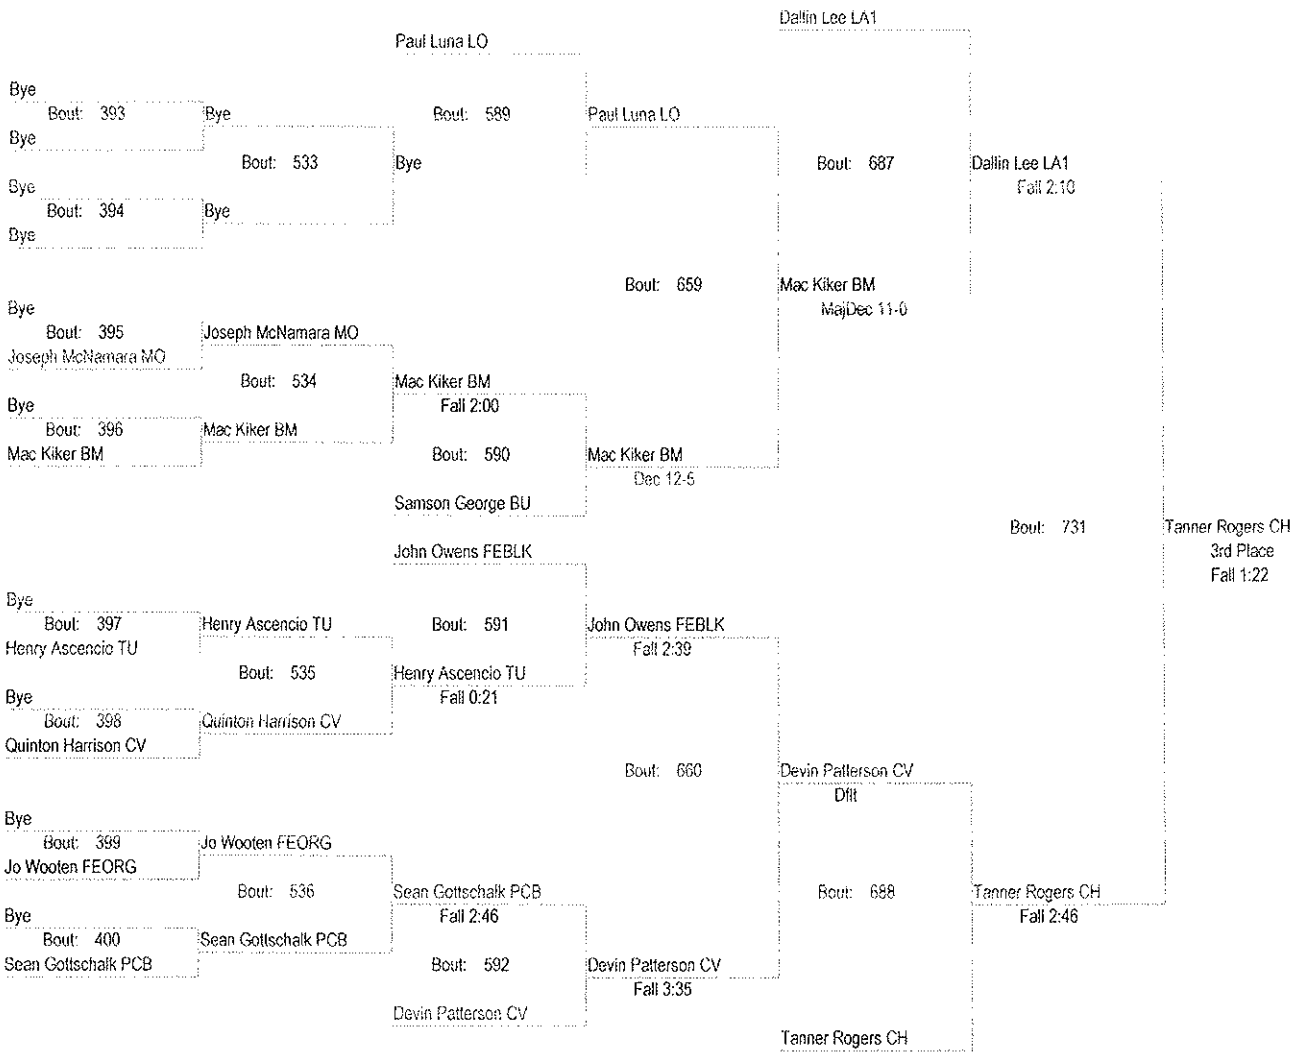 Dallin Lee LA1
Paul Luna LO
Bye
Bout: 393
Bye
Bout: 589
Paul Luna LO
Bye
Bout: 533
Bye
Bout: 687
Dallin Lee LA1
Bye
Fall 2:10
Bout: 394
Bye
Bye
Bout: 659
Mac Kiker BM
Bye
MajDec 11-0
Bout: 395
Joseph McNamara MO
Joseph McNamara MO
Bout: 534
Mac Kiker BM
Bye
Fall 2:00
Bout: 396
Mac Kiker BM
Mac Kiker BM
Bout: 590
Mac Kiker BM
Dec 12-5
Samson George BU
Bout: 731
Tanner Rogers CH
John Owens FEBLK
3rd Place
Fall 1:22
Bye
Bout: 397
Henry Ascencio TU
Bout: 591
John Owens FEBLK
Henry Ascencio TU
Fall 2:39
Bout: 535
Henry Ascencio TU
Bye
Fall 0:21
Bout: 398
Quinton Harrison CV
Quinton Harrison CV
Bout: 660
Devin Patterson CV
Dflt
Bye
Bout: 399
Jo Wooten FEORG
Jo Wooten FEORG
Bout: 536
Sean Gottschalk PCB
Bout: 688
Tanner Rogers CH
Bye
Fall 2:46
Fall 2:46
Bout: 400
Sean Gottschalk PCB
Sean Gottschalk PCB
Bout: 592
Devin Patterson CV
Fall 3:35
Devin Patterson CV
Tanner Rogers CH